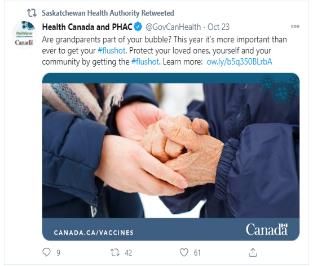 Saskatchewan Health Authority Retweeted
Health Canada and PHAC @GovCanHealth · Oct 23
Are grandparents part of your bubble? This year it's more important than
ever to get your #flushot. Protect your loved ones, yourself and your
community by getting the #flushot. Learn more: ow.ly/b5q350BLrbA
CANADA.CA/VACCINES
Canada
9
42
61